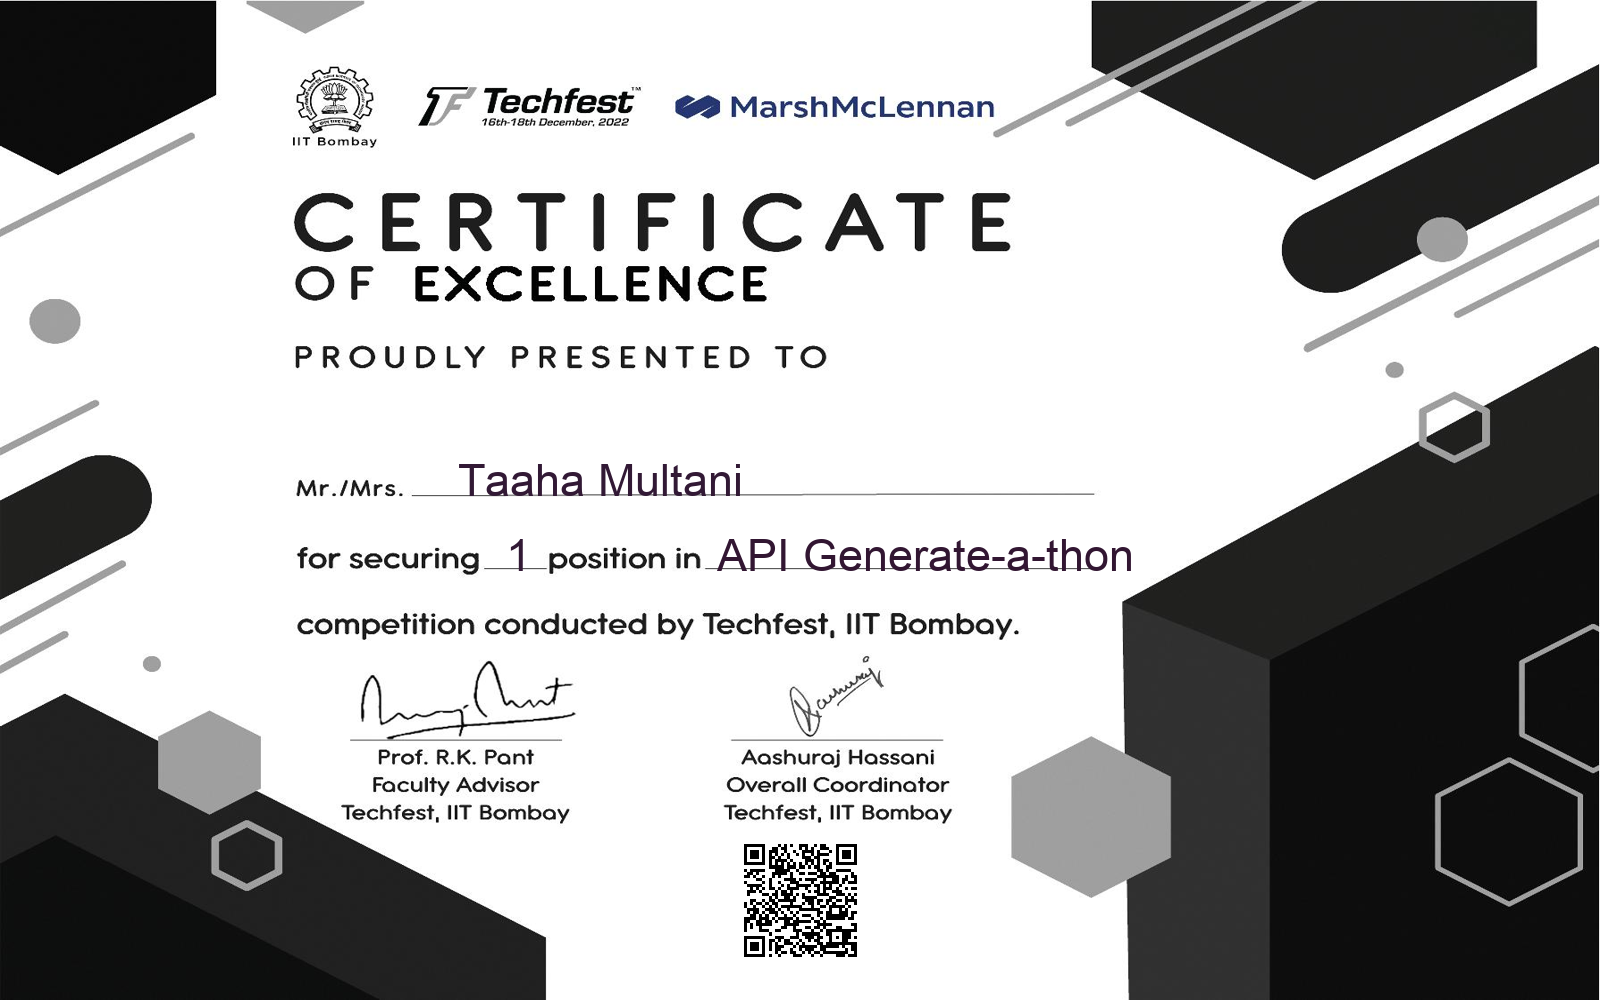 IIT Bombay
Techfest™
16th-18th December, 2022
MarshMcLennan
CERTIFICATE
OF EXCELLENCE
PROUDLY PRESENTED TO
Mr./Mrs. Taaha Multani
for securing 1 position in API Generate-a-thon
competition conducted by Techfest, IIT Bombay.
Prof. R.K. Pant
Faculty Advisor
Techfest, IIT Bombay
Aashuraj Hassani
Overall Coordinator
Techfest, IIT Bombay